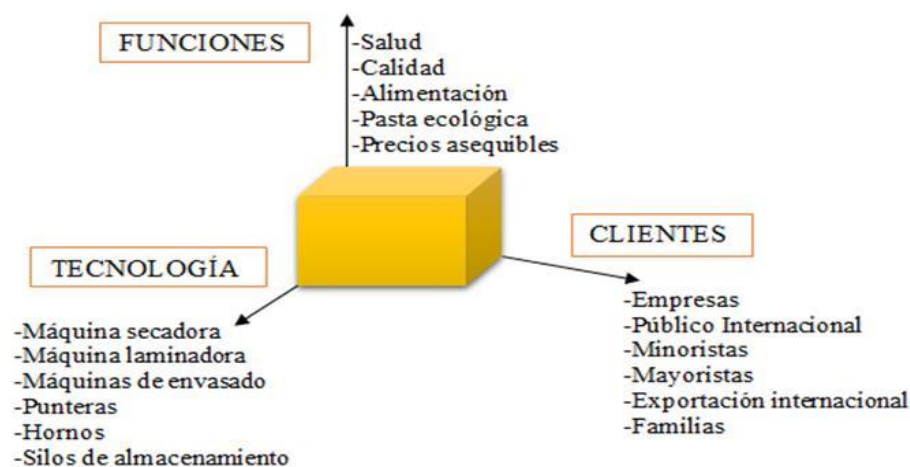 FUNCIONES
-Salud
-Calidad
-Alimentación
-Pasta ecológica
-Precios asequibles
CLIENTES
-Empresas
-Público Internacional
-Minoristas
-Mayoristas
-Exportación internacional
-Familias
TECNOLOGÍA
-Máquina secadora
-Máquina laminadora
-Máquinas de envasado
-Punteras
-Hornos
-Silos de almacenamiento